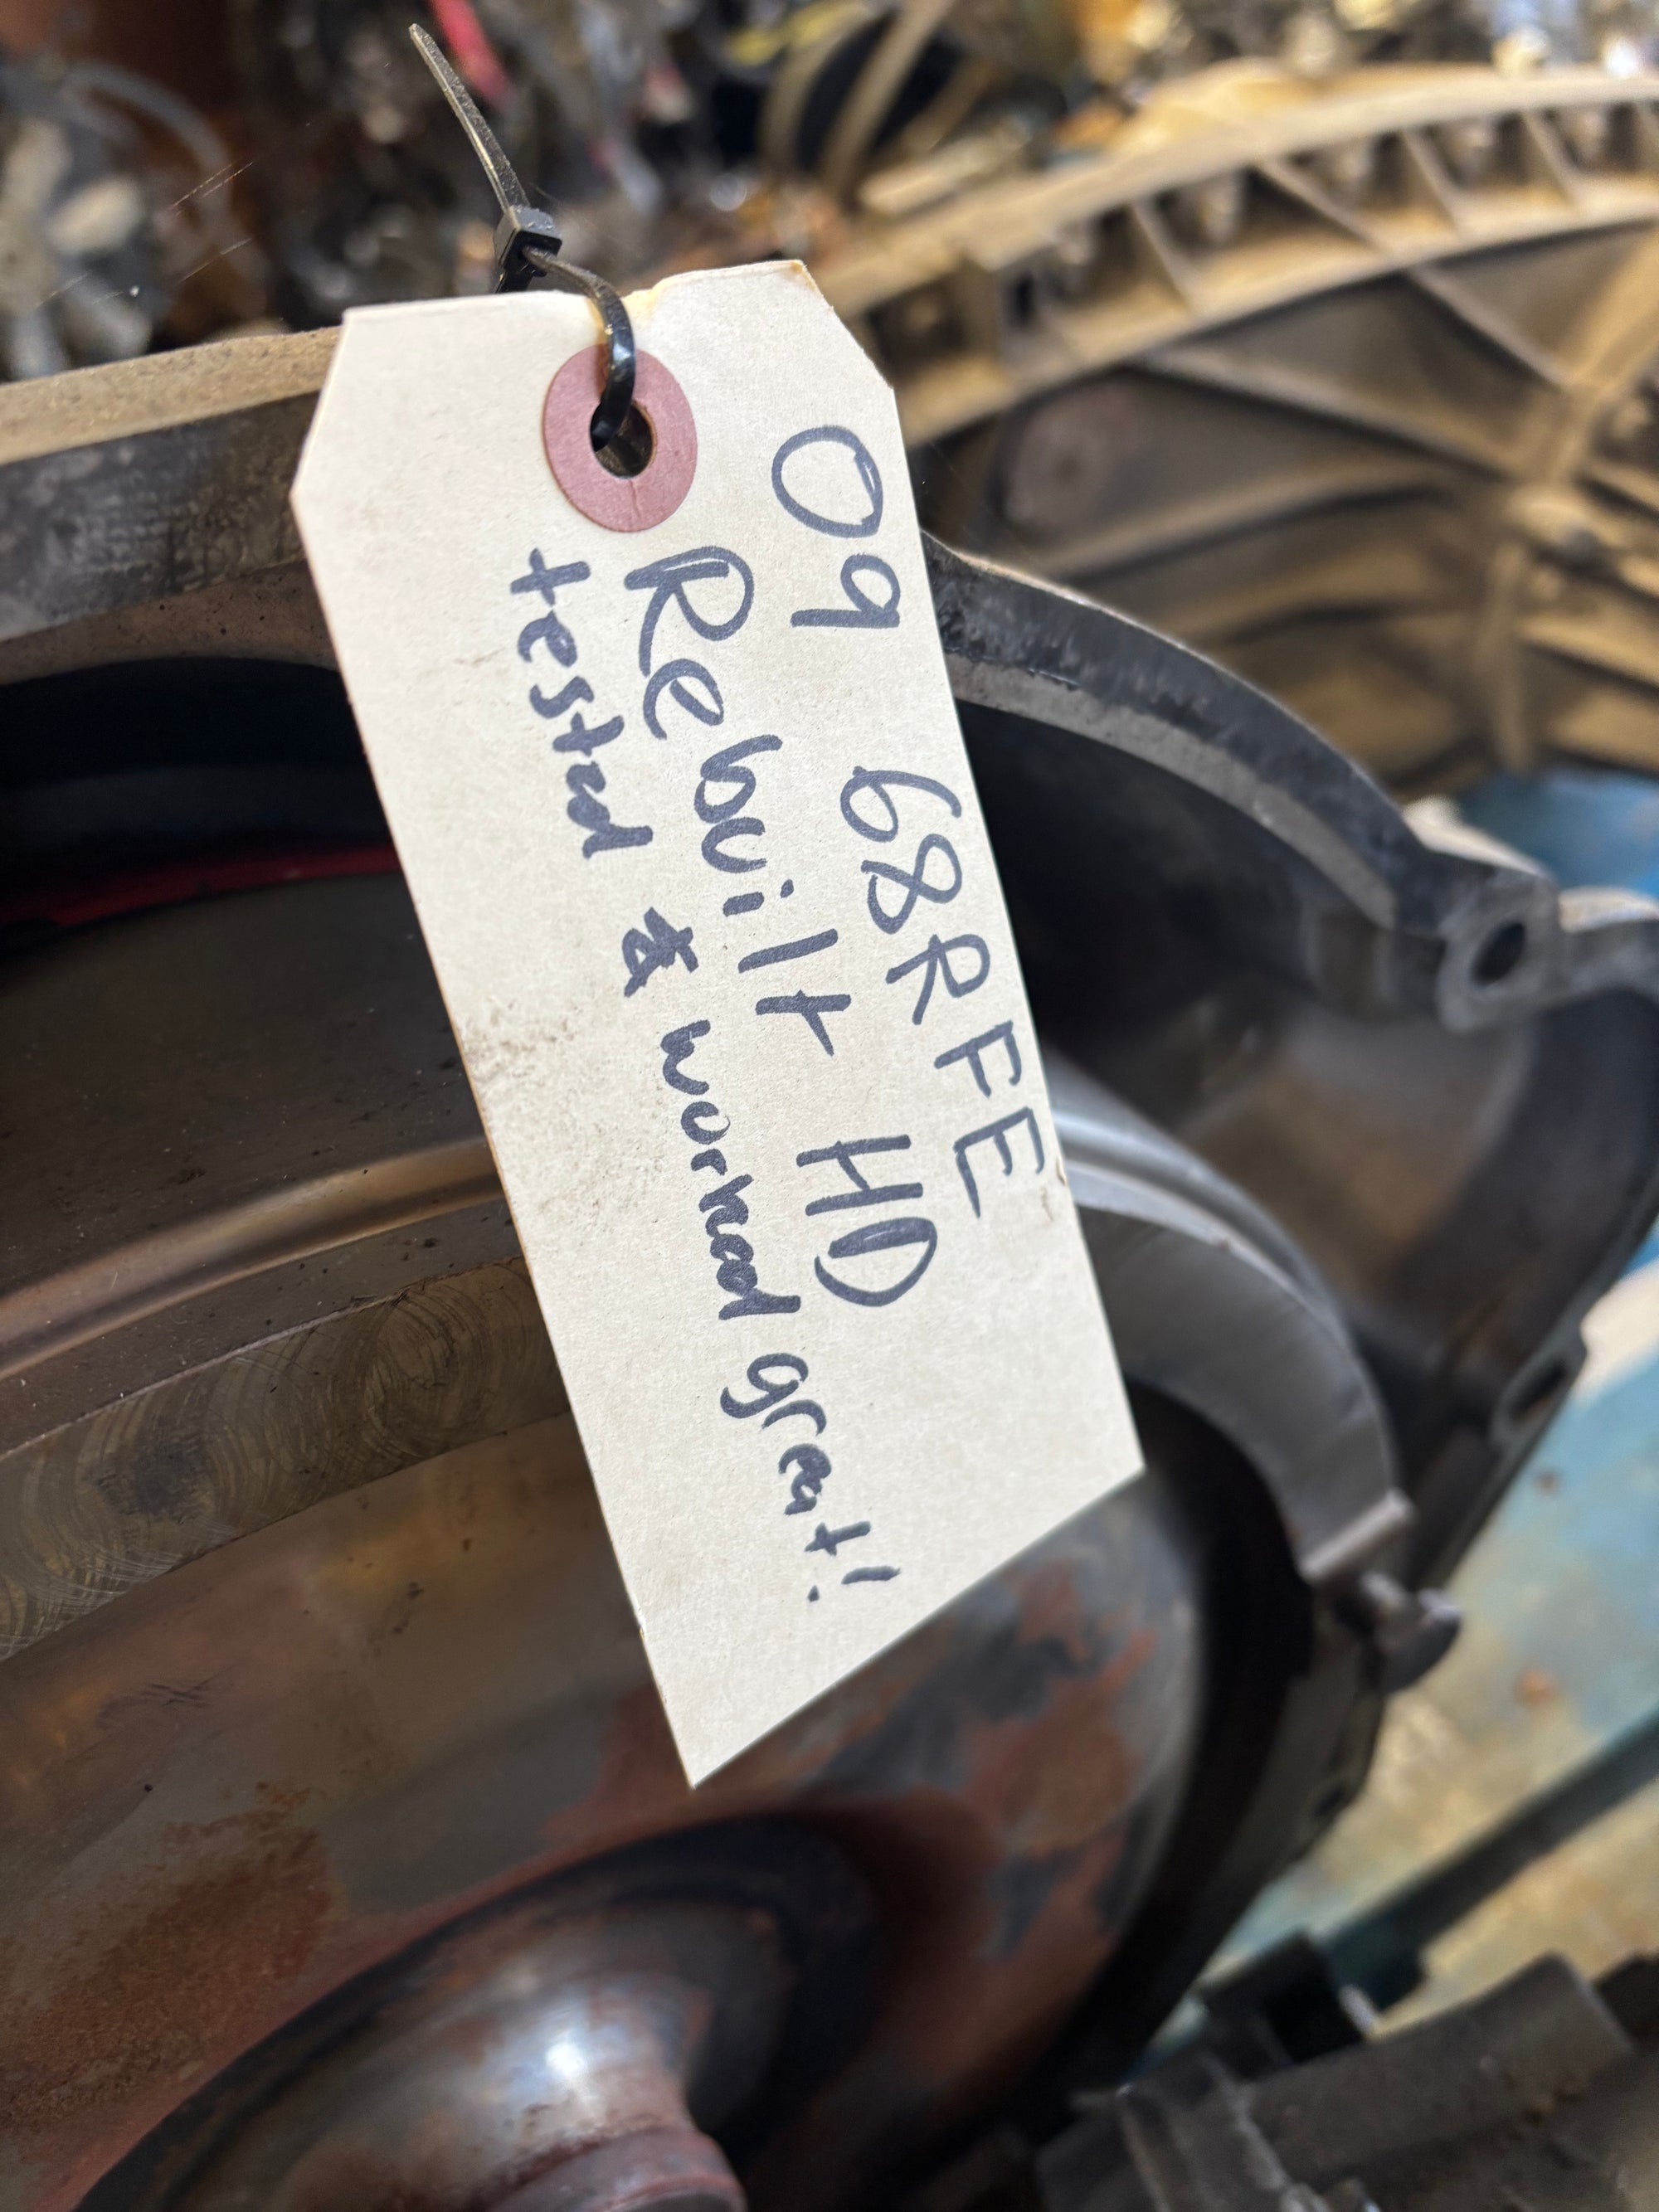 09 68RFE
Rebuilt HD
tested & worked great!